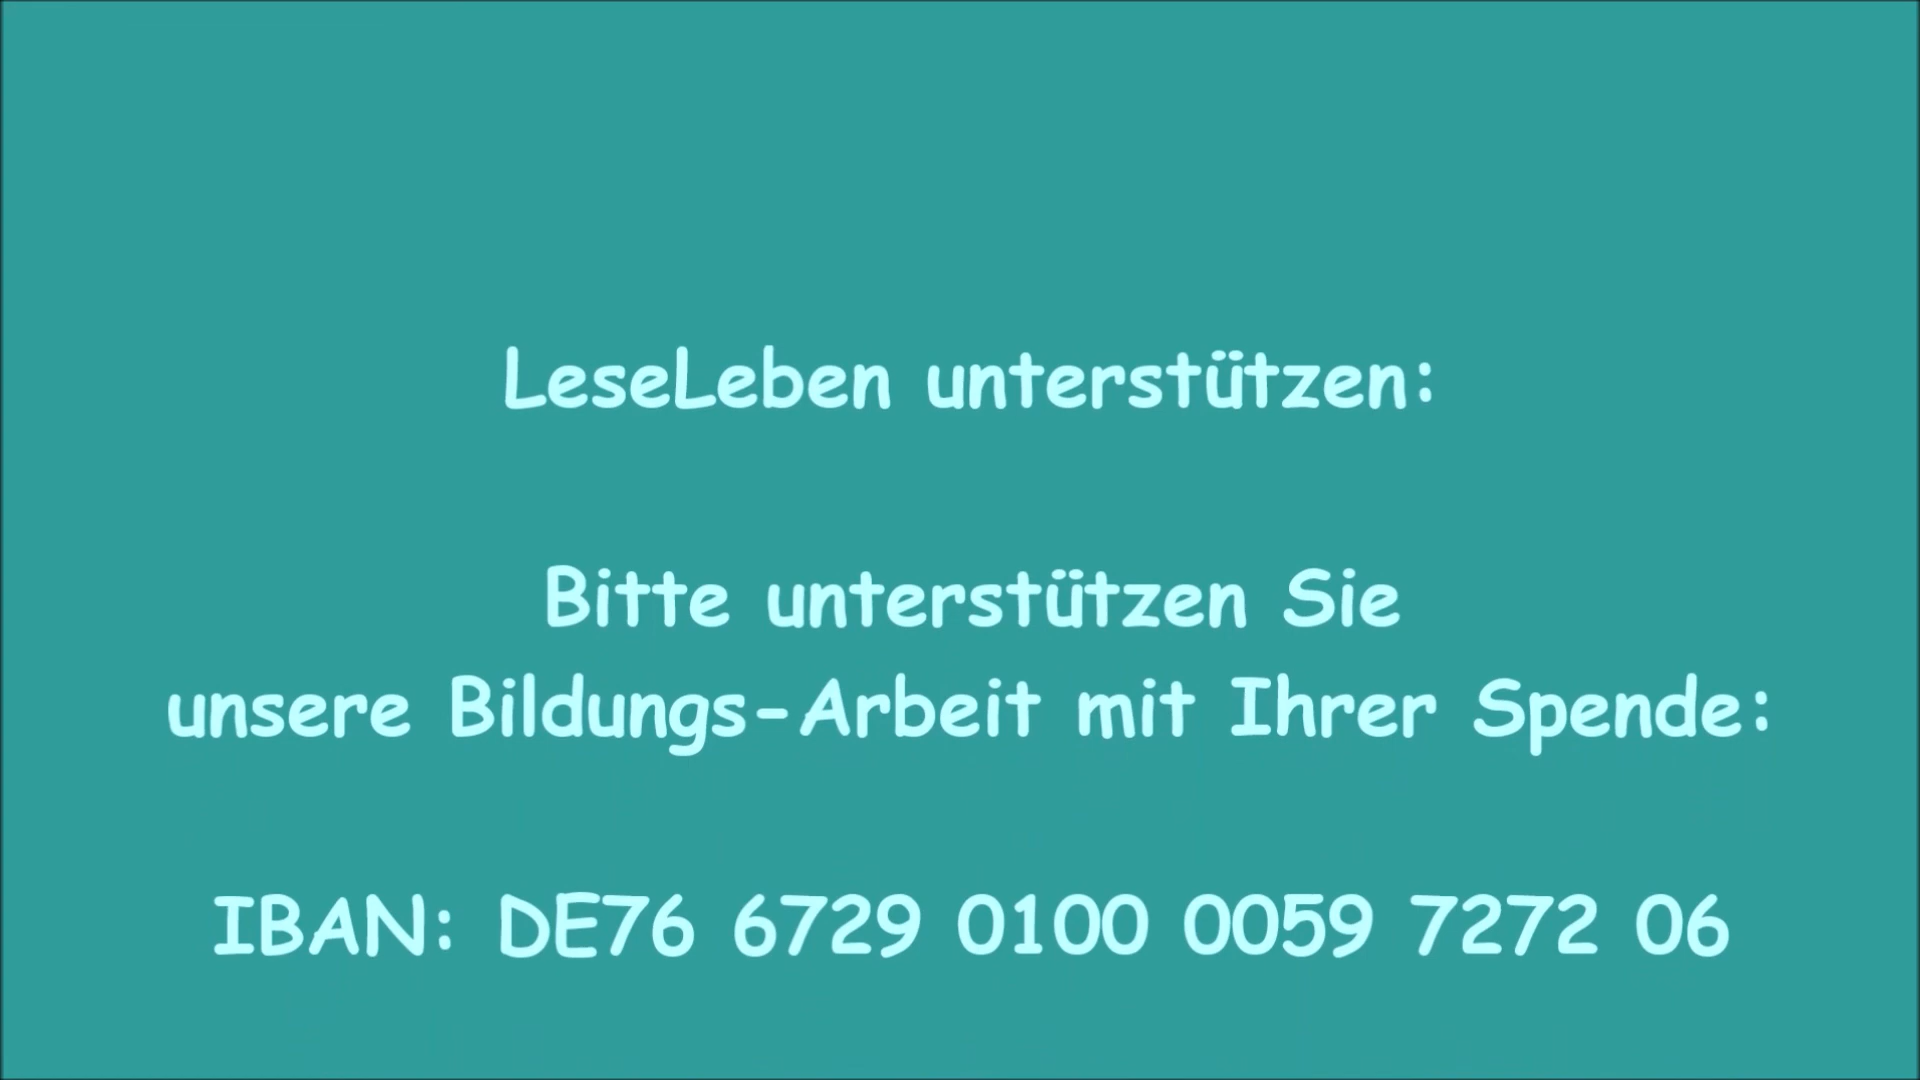 LeseLeben unterstützen:
Bitte unterstützen Sie
unsere Bildungs-Arbeit mit Ihrer Spende:
IBAN: DE76 6729 0100 0059 7272 06